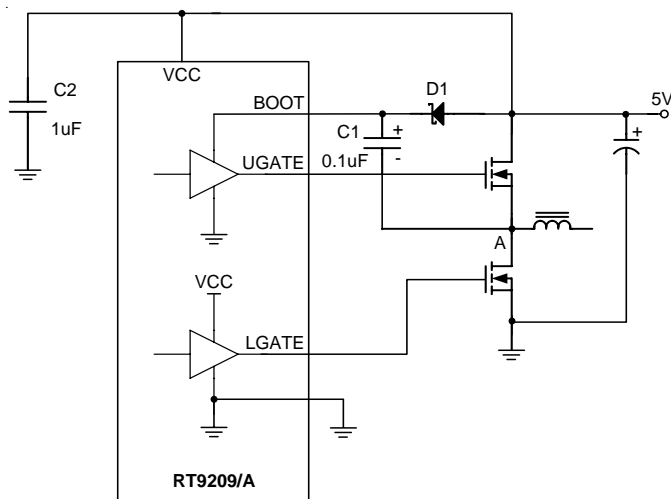 VCC
C2
1uF
BOOT
D1
5V
C1
+
-
0.1uF
+
UGATE
A
VCC
LGATE
RT9209/A